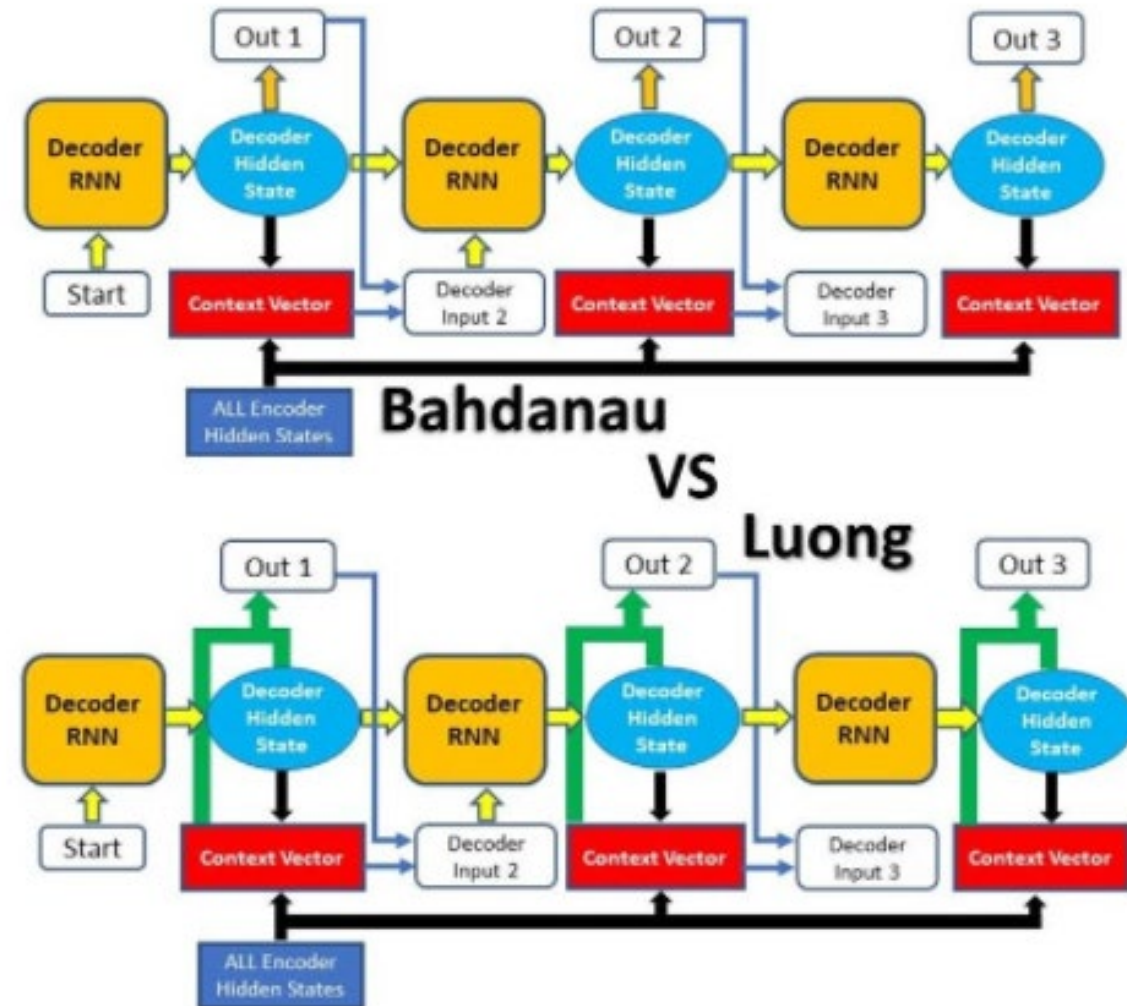 Out 1
Out 2
Out 3
Decoder
RNN
Decoder
Hidden
State
Decoder
RNN
Decoder
Hidden
State
Decoder
RNN
Decoder
Hidden
State
Start
Context Vector
Decoder
Input 2
Context Vector
Decoder
Input 3
Context Vector
ALL Encoder
Hidden States
Bahdanau
VS
Luong
Out 1
Out 2
Out 3
Decoder
RNN
Decoder
Hidden
State
Decoder
RNN
Decoder
Hidden
State
Decoder
RNN
Decoder
Hidden
State
Start
Context Vector
Decoder
Input 2
Context Vector
Decoder
Input 3
Context Vector
ALL Encoder
Hidden States